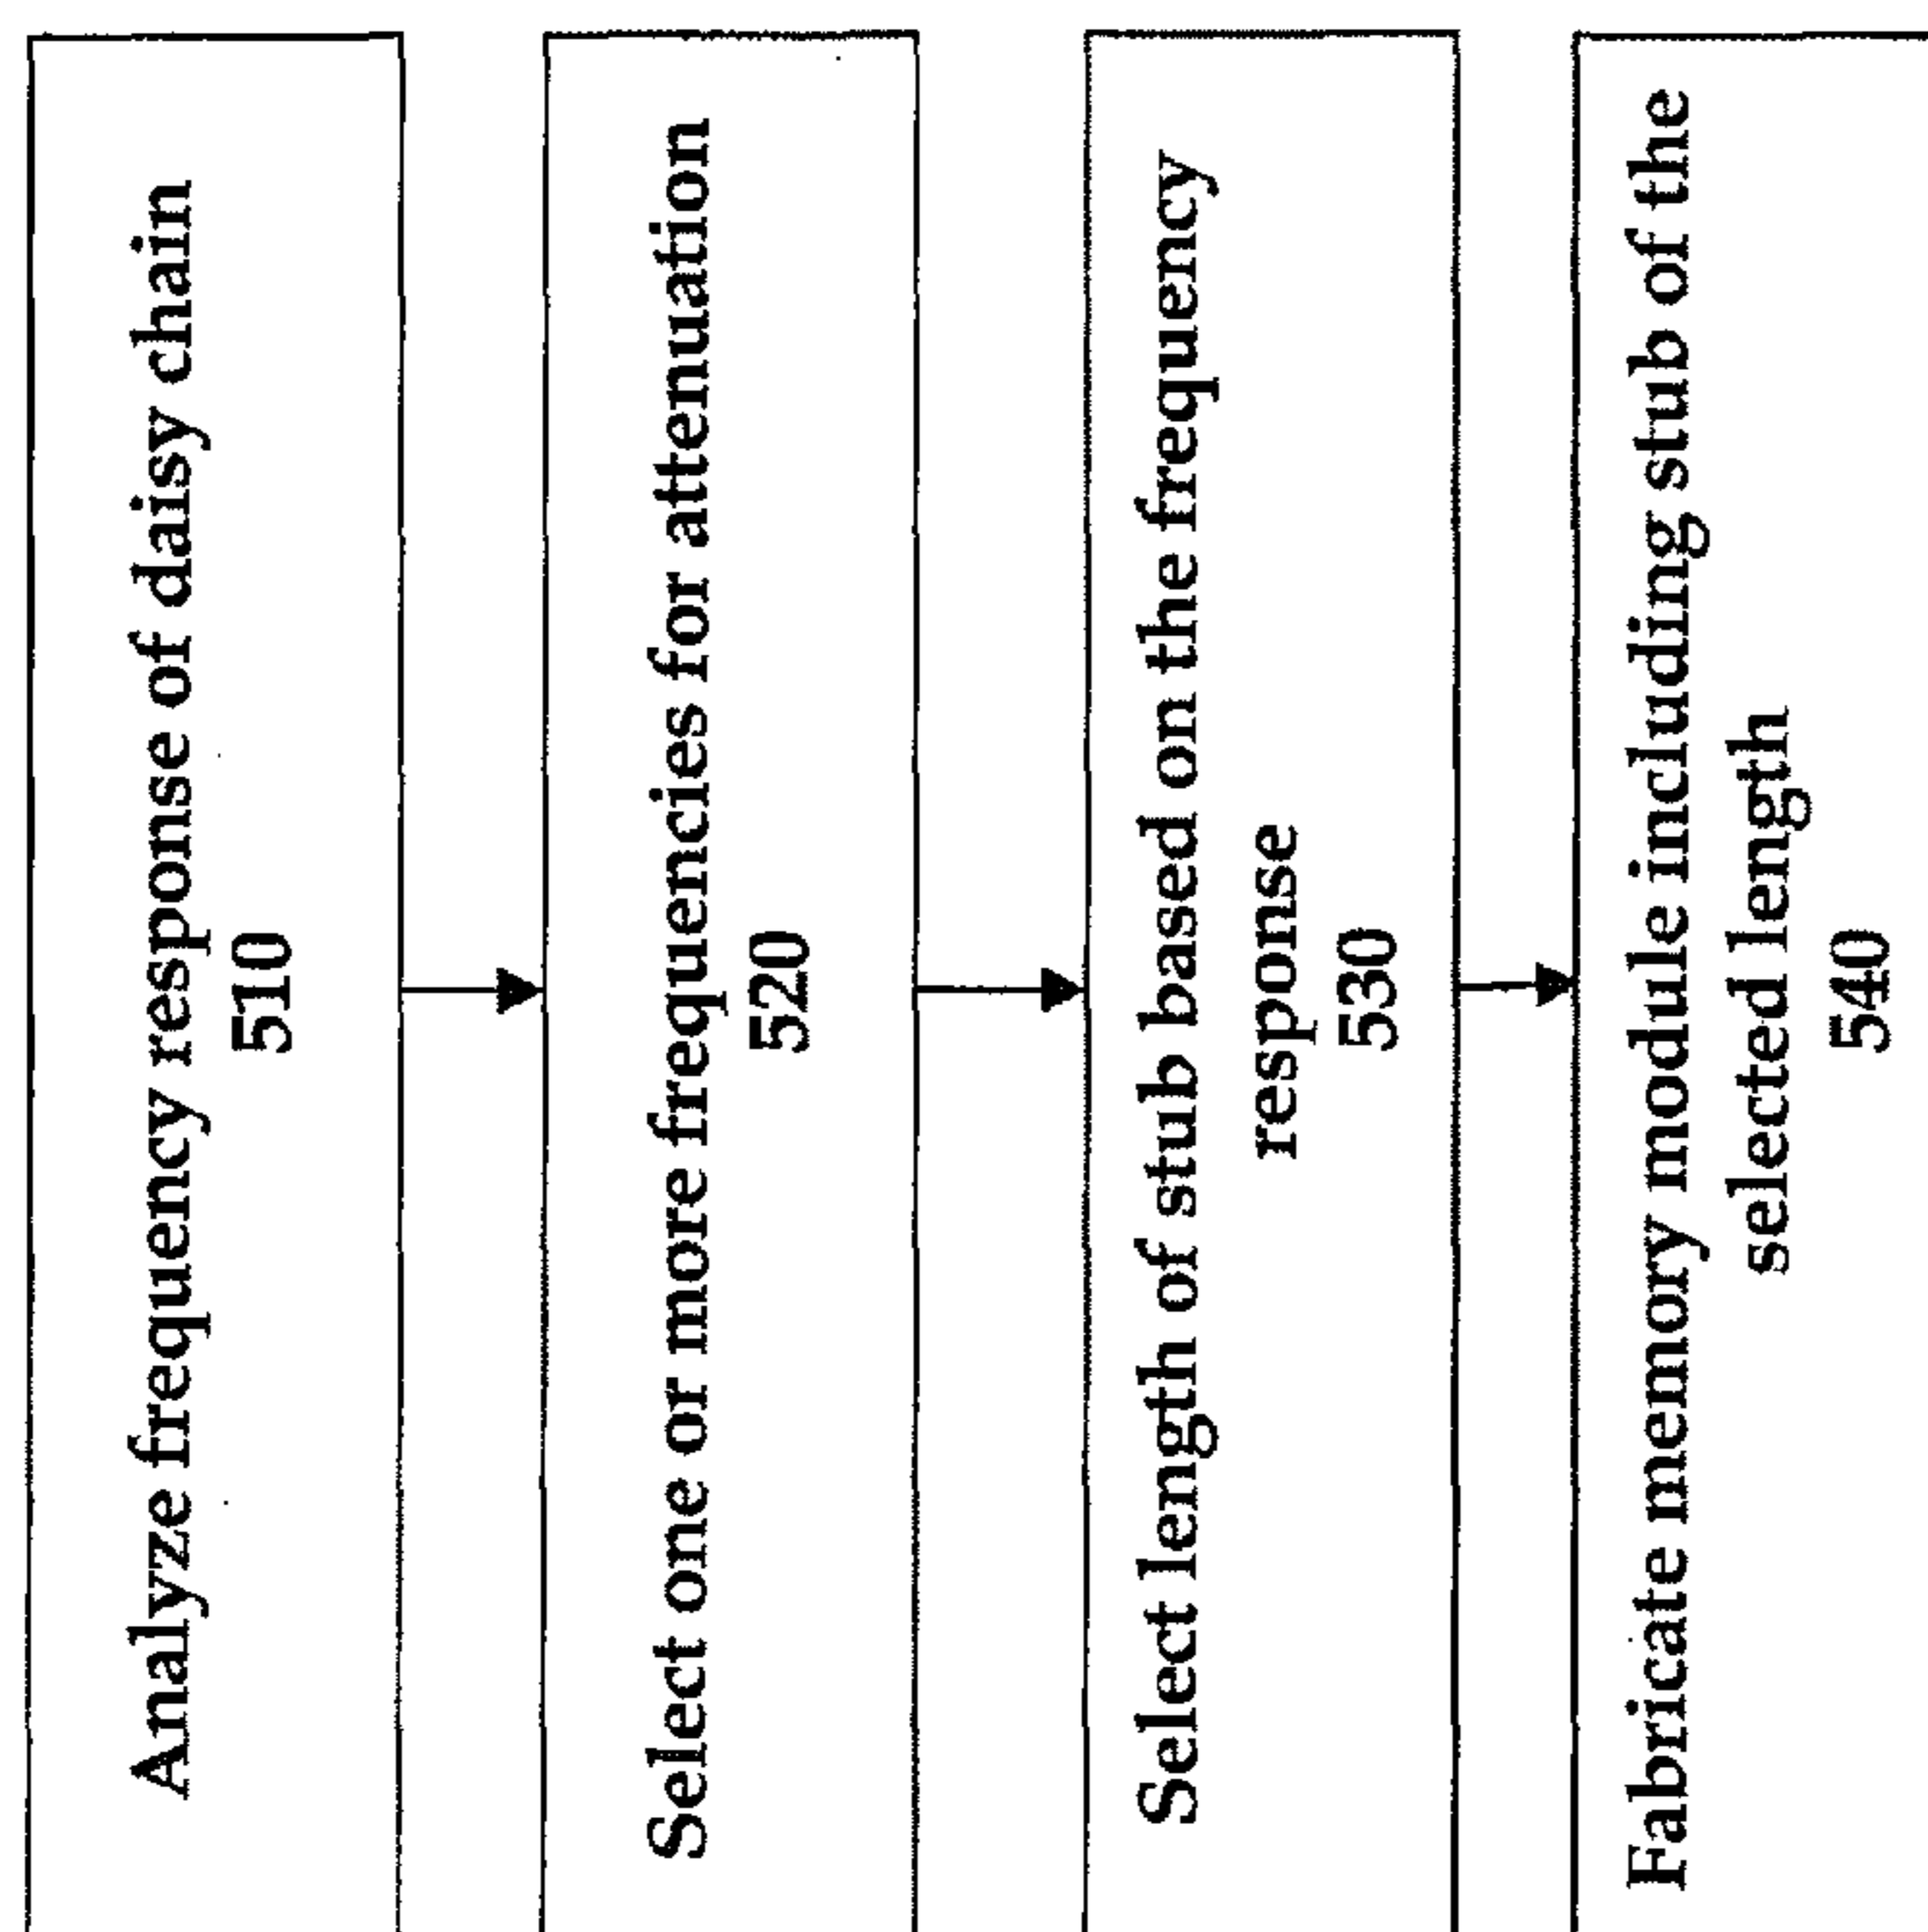 Analyze frequency response of daisy chain
510
Select one or more frequencies for attenuation
520
Select length of stub based on the frequency
response
530
Fabricate memory module including stub of the
selected length
540